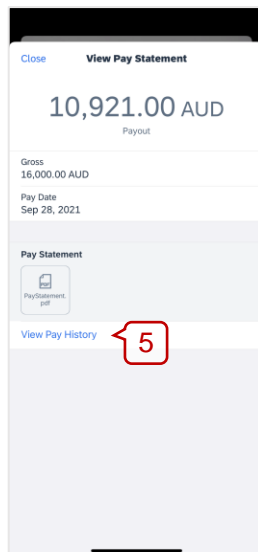 Close View Pay Statement
10,921.00 AUD
Payout
Gross
16,000.00 AUD
Pay Date
Sep 28, 2021
Pay Statement
PDF
PayStatement.
pdf
View Pay History
5